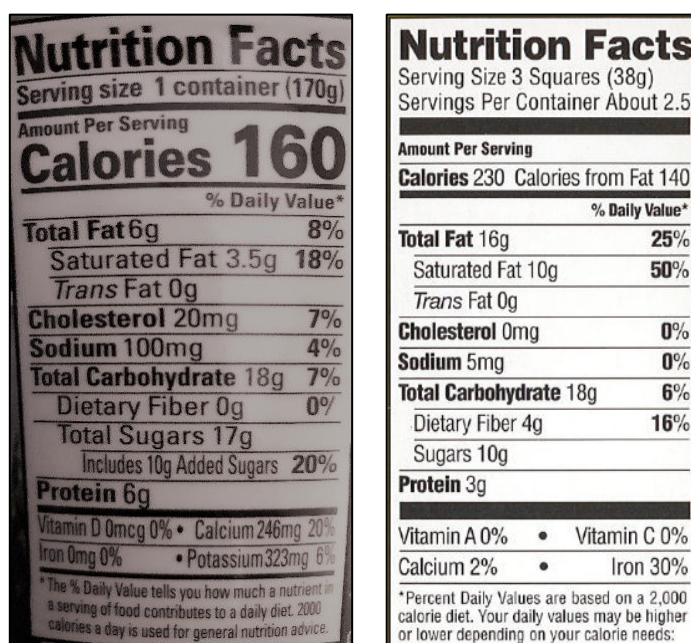 Nutrition Facts
Serving size 1 container (170g)
Amount Per Serving
Calories 160
% Daily Value*
Total Fat 6g 8%
Saturated Fat 3.5g 18%
Trans Fat 0g
Cholesterol 20mg 7%
Sodium 100mg 4%
Total Carbohydrate 18g 7%
Dietary Fiber 0g 0%
Total Sugars 17g
Includes 10g Added Sugars 20%
Protein 6g
Vitamin D 0mcg 0% • Calcium 246mg 20%
Iron 0mg 0% • Potassium 323mg 6%
*The % Daily Value tells you how much a nutrient in
a serving of food contributes to a daily diet. 2000
calories a day is used for general nutrition advice.
Nutrition Facts
Serving Size 3 Squares (38g)
Servings Per Container About 2.5
Amount Per Serving
Calories 230 Calories from Fat 140
% Daily Value*
Total Fat 16g 25%
Saturated Fat 10g 50%
Trans Fat 0g
Cholesterol 0mg 0%
Sodium 5mg 0%
Total Carbohydrate 18g 6%
Dietary Fiber 4g 16%
Sugars 10g
Protein 3g
Vitamin A 0% • Vitamin C 0%
Calcium 2% • Iron 30%
*Percent Daily Values are based on a 2,000
calorie diet. Your daily values may be higher
or lower depending on your calorie needs: